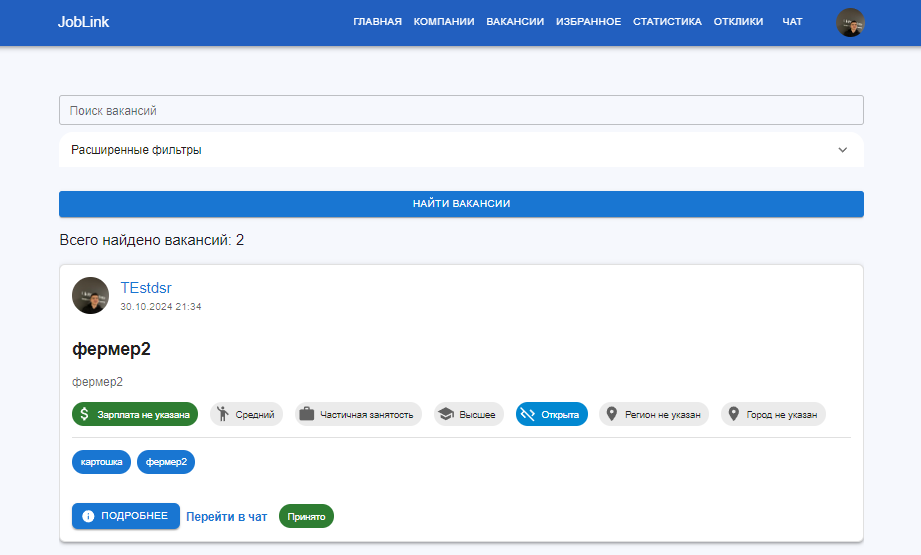 JobLink ГЛАВНАЯ КОМПАНИИ ВАКАНСИИ ИЗБРАННОЕ СТАТИСТИКА ОТКЛИКИ ЧАТ
Поиск вакансий
Расширенные фильтры
НАЙТИ ВАКАНСИИ
Всего найдено вакансий: 2
TEstdsr
30.10.2024 21:34
фермер2
фермер2
Зарплата не указана Средний Частичная занятость Высшее Открыта Регион не указан Город не указан
картошка фермер2
ПОДРОБНЕЕ Перейти в чат Принято